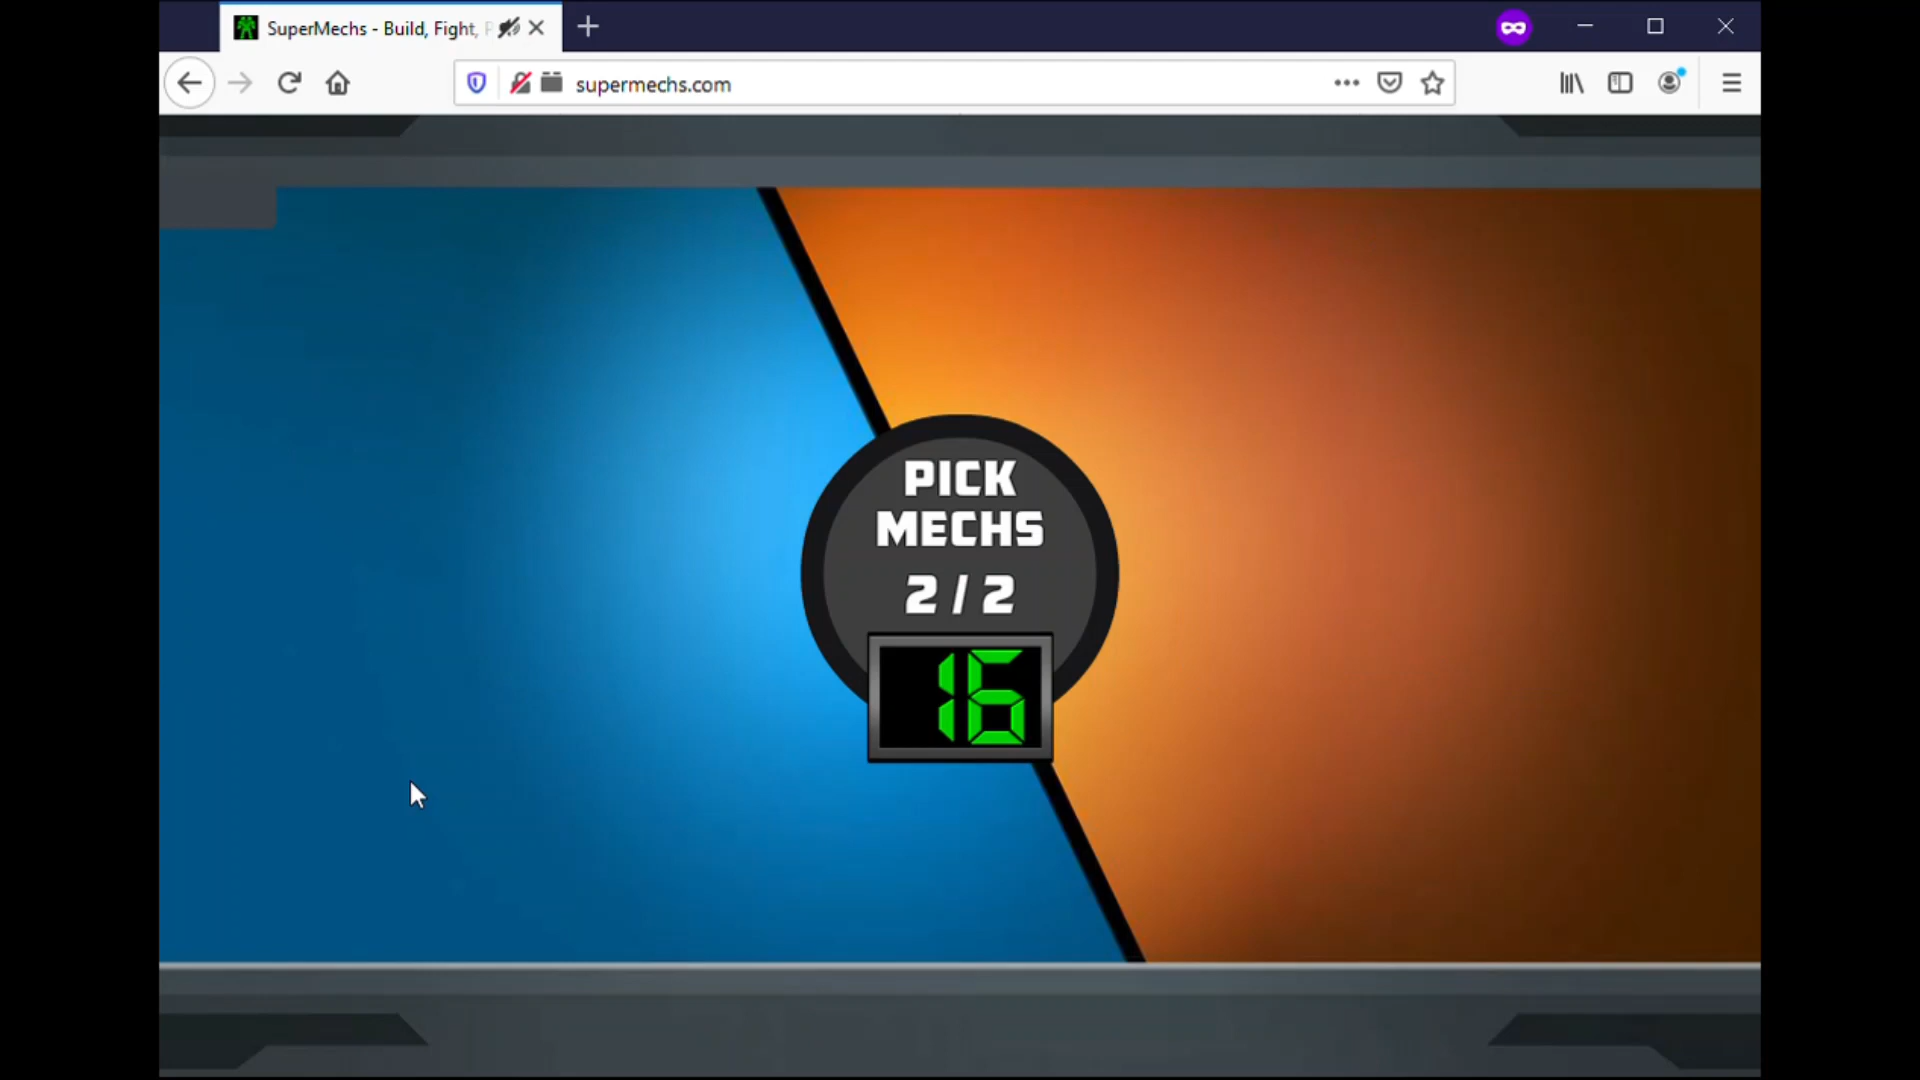 SuperMechs - Build, Fight,
supermechs.com
PICK
MECHS
2 / 2
16